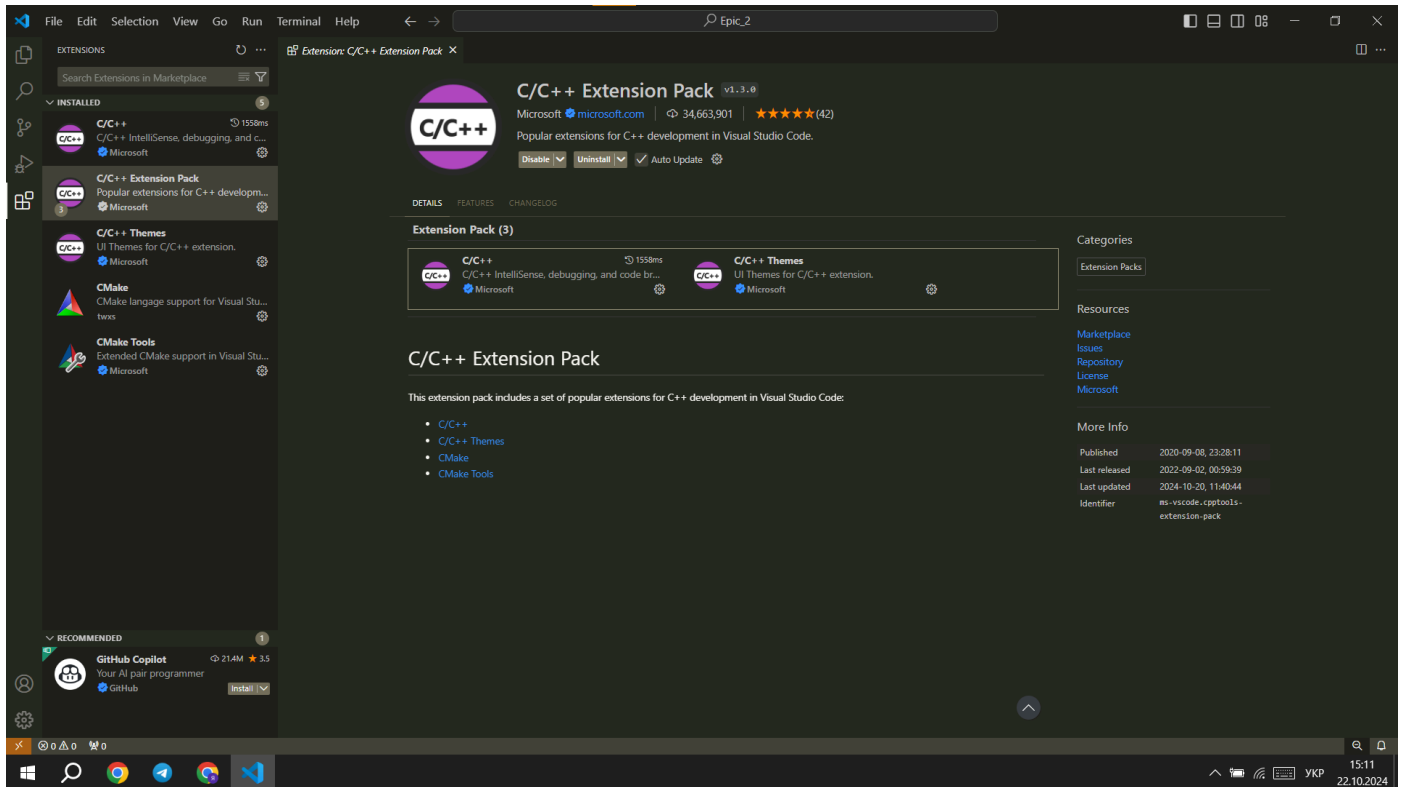 File Edit Selection View Go Run Terminal Help
Epic_2
EXTENSIONS
Search Extensions in Marketplace
INSTALLED 5
C/C++ 1558ms
C/C++ IntelliSense, debugging, and c...
Microsoft
C/C++ Extension Pack
Popular extensions for C++ developm...
Microsoft
3
C/C++ Themes
UI Themes for C/C++ extension.
Microsoft
CMake
CMake langage support for Visual Stu...
twxs
CMake Tools
Extended CMake support in Visual Stu...
Microsoft
RECOMMENDED 1
GitHub Copilot 21.4M 3.5
Your AI pair programmer
GitHub Install
Extension: C/C++ Extension Pack
C/C++
C/C++ Extension Pack v1.3.0
Microsoft microsoft.com 34,663,901 (42)
Popular extensions for C++ development in Visual Studio Code.
Disable Uninstall Auto Update
DETAILS FEATURES CHANGELOG
Extension Pack (3)
C/C++ 1558ms
C/C++ IntelliSense, debugging, and code br...
Microsoft
C/C++ Themes
UI Themes for C/C++ extension.
Microsoft
C/C++ Extension Pack
This extension pack includes a set of popular extensions for C++ development in Visual Studio Code:
C/C++
C/C++ Themes
CMake
CMake Tools
Categories
Extension Packs
Resources
Marketplace
Issues
Repository
License
Microsoft
More Info
Published 2020-09-08, 23:28:11
Last released 2022-09-02, 00:59:39
Last updated 2024-10-20, 11:40:44
Identifier ms-vscode.cpptools-
extension-pack
0 0 0
УКР
15:11
22.10.2024